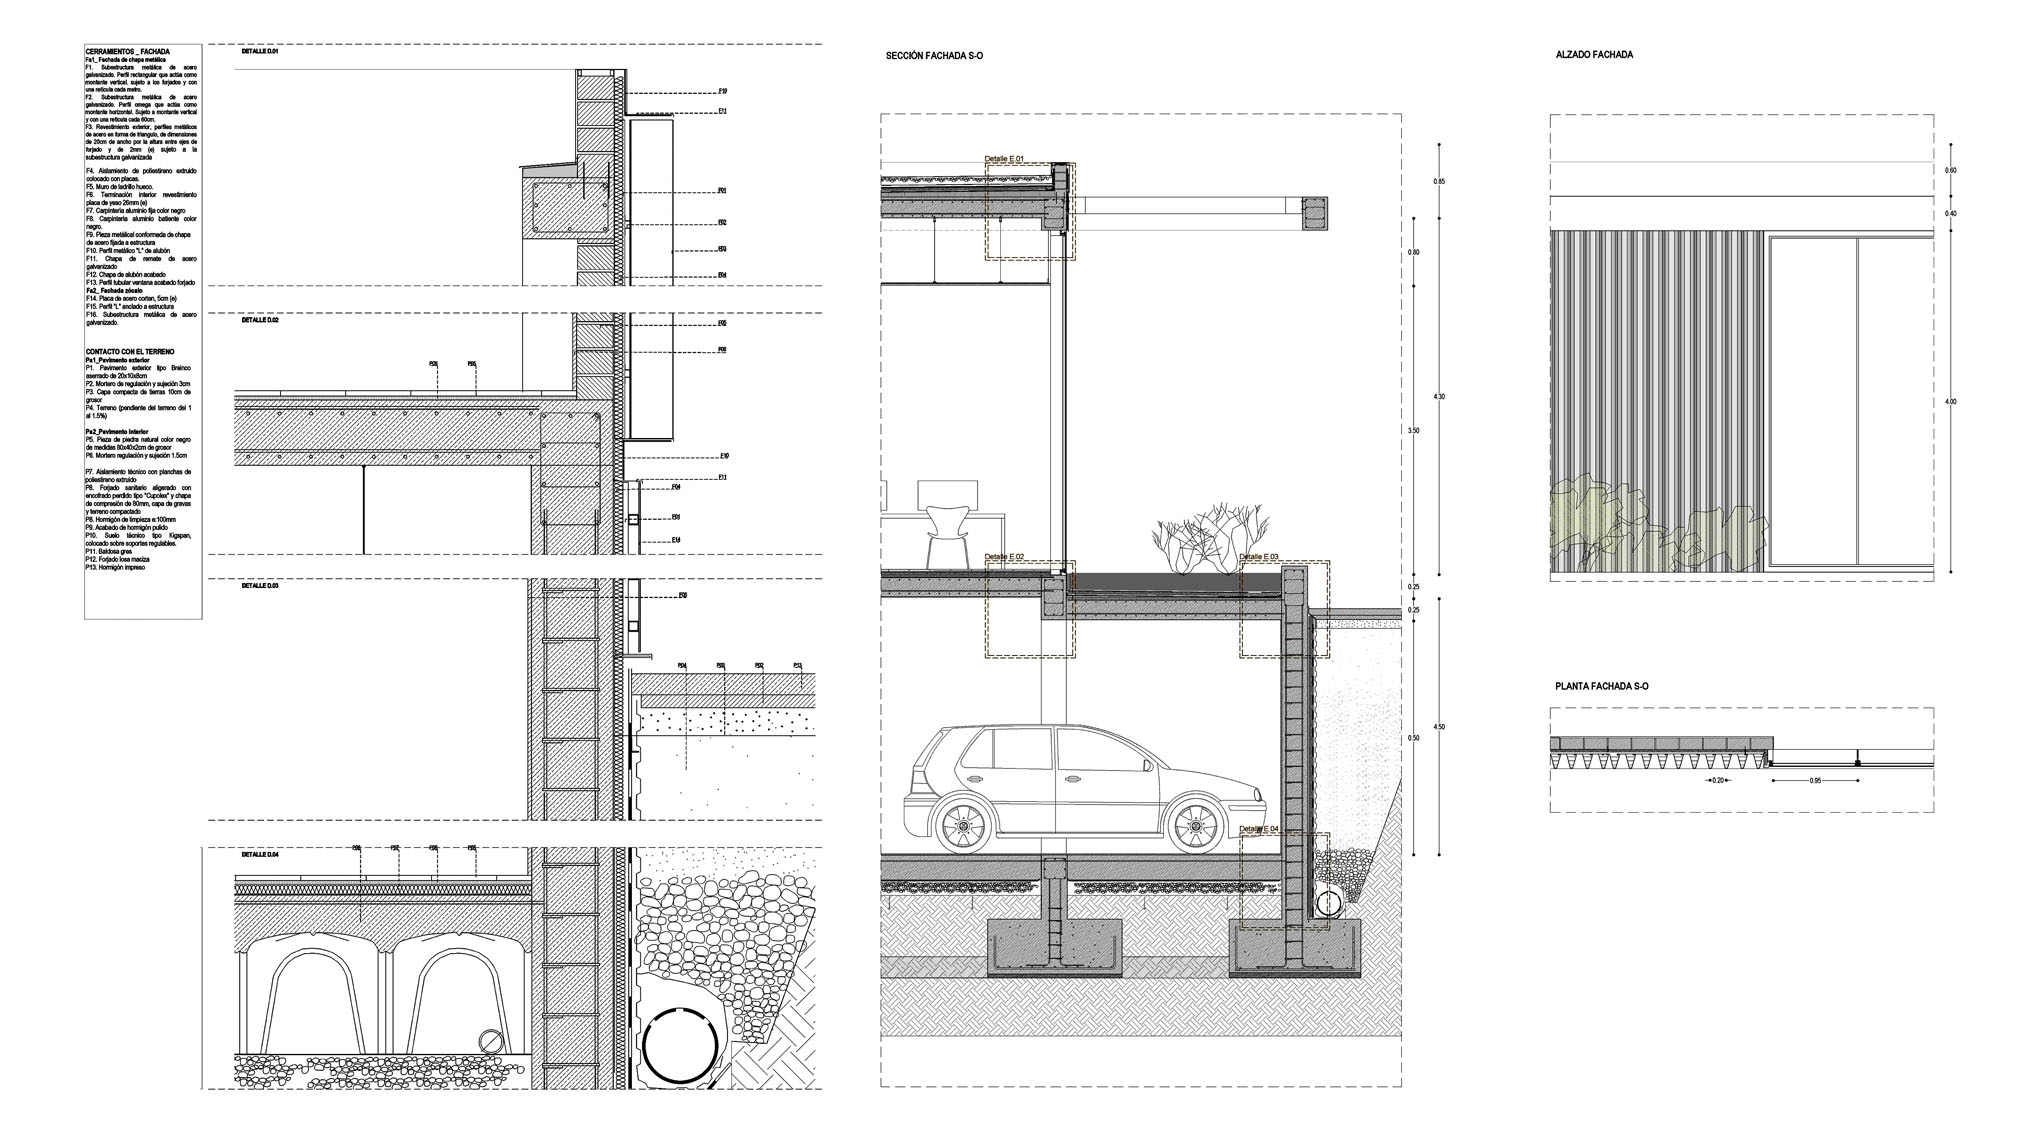 CERRAMIENTOS _ FACHADA
Fa1_ Fachada de chapa metálica
F1. Subestructura metálica de acero
galvanizado. Perfil rectangular que actúa como
montante vertical. sujeto a los forjados y con
una retícula cada metro.
F2. Subestructura metálica de acero
galvanizado. Perfil omega que actúa como
montante horizontal. Sujeto a montante vertical
y con una retícula cada 60cm.
F3. Revestimiento exterior, perfiles metálicos
de acero en forma de triangulo, de dimensiones
de 20cm de ancho por la altura entre ejes de
forjado y de 2mm (e) sujeto a la
subestructura galvanizada
F4. Aislamiento de poliestireno extruido
colocado con placas.
F5. Muro de ladrillo hueco.
F6. Terminación interior revestimiento
placa de yeso 26mm (e)
F7. Carpintería aluminio fija color negro
F8. Carpintería aluminio batiente color
negro.
F9. Pieza metálical conformada de chapa
de acero fijada a estructura
F10. Perfil metálico "L" de alubón
F11. Chapa de remate de acero
galvanizado
F12. Chapa de alubón acabado
F13. Perfil tubular ventana acabado forjado
Fa2_ Fachada zócalo
F14. Placa de acero corten, 5cm (e)
F15. Perfil "L" anclado a estructura
F16. Subestructura metálica de acero
galvanizado.
CONTACTO CON EL TERRENO
Pa1_Pavimento exterior
P1. Pavimento exterior tipo Breinco
aserrado de 20x10x8cm
P2. Mortero de regulación y sujeción 3cm
P3. Capa compacta de tierras 10cm de
grosor
P4. Terreno (pendiente del terreno del 1
al 1.5%)
Pa2_Pavimento interior
P5. Pieza de piedra natural color negro
de medidas 80x40x2cm de grosor
P6. Mortero regulación y sujeción 1.5cm
P7. Aislamiento técnico con planchas de
poliestireno extruido
P8. Forjado sanitario aligerado con
encofrado perdido tipo "Cupolex" y chapa
de compresión de 80mm, capa de gravas
y terreno compactado
P8. Hormigón de limpieza e:100mm
P9. Acabado de hormigón pulido
P10. Suelo técnico tipo Kigapan,
colocado sobre soportes regulables.
P11. Baldosa gres
P12. Forjado losa maciza
P13. Hormigón impreso
DETALLE D.01
F10
F11
F01
F02
F03
F04
DETALLE D.02
F05
F06
P05
F10
F11
F04
F01
F14
DETALLE D.03
F05
P04
P03
P02
P13
DETALLE D.04
P07
P05
SECCIÓN FACHADA S-O
Detalle E.01
Detalle E.02
Detalle E.03
Detalle E.04
0.85
0.80
4.30
3.50
0.25
0.25
4.50
0.50
ALZADO FACHADA
0.60
0.40
4.00
PLANTA FACHADA S-O
0.20
0.95